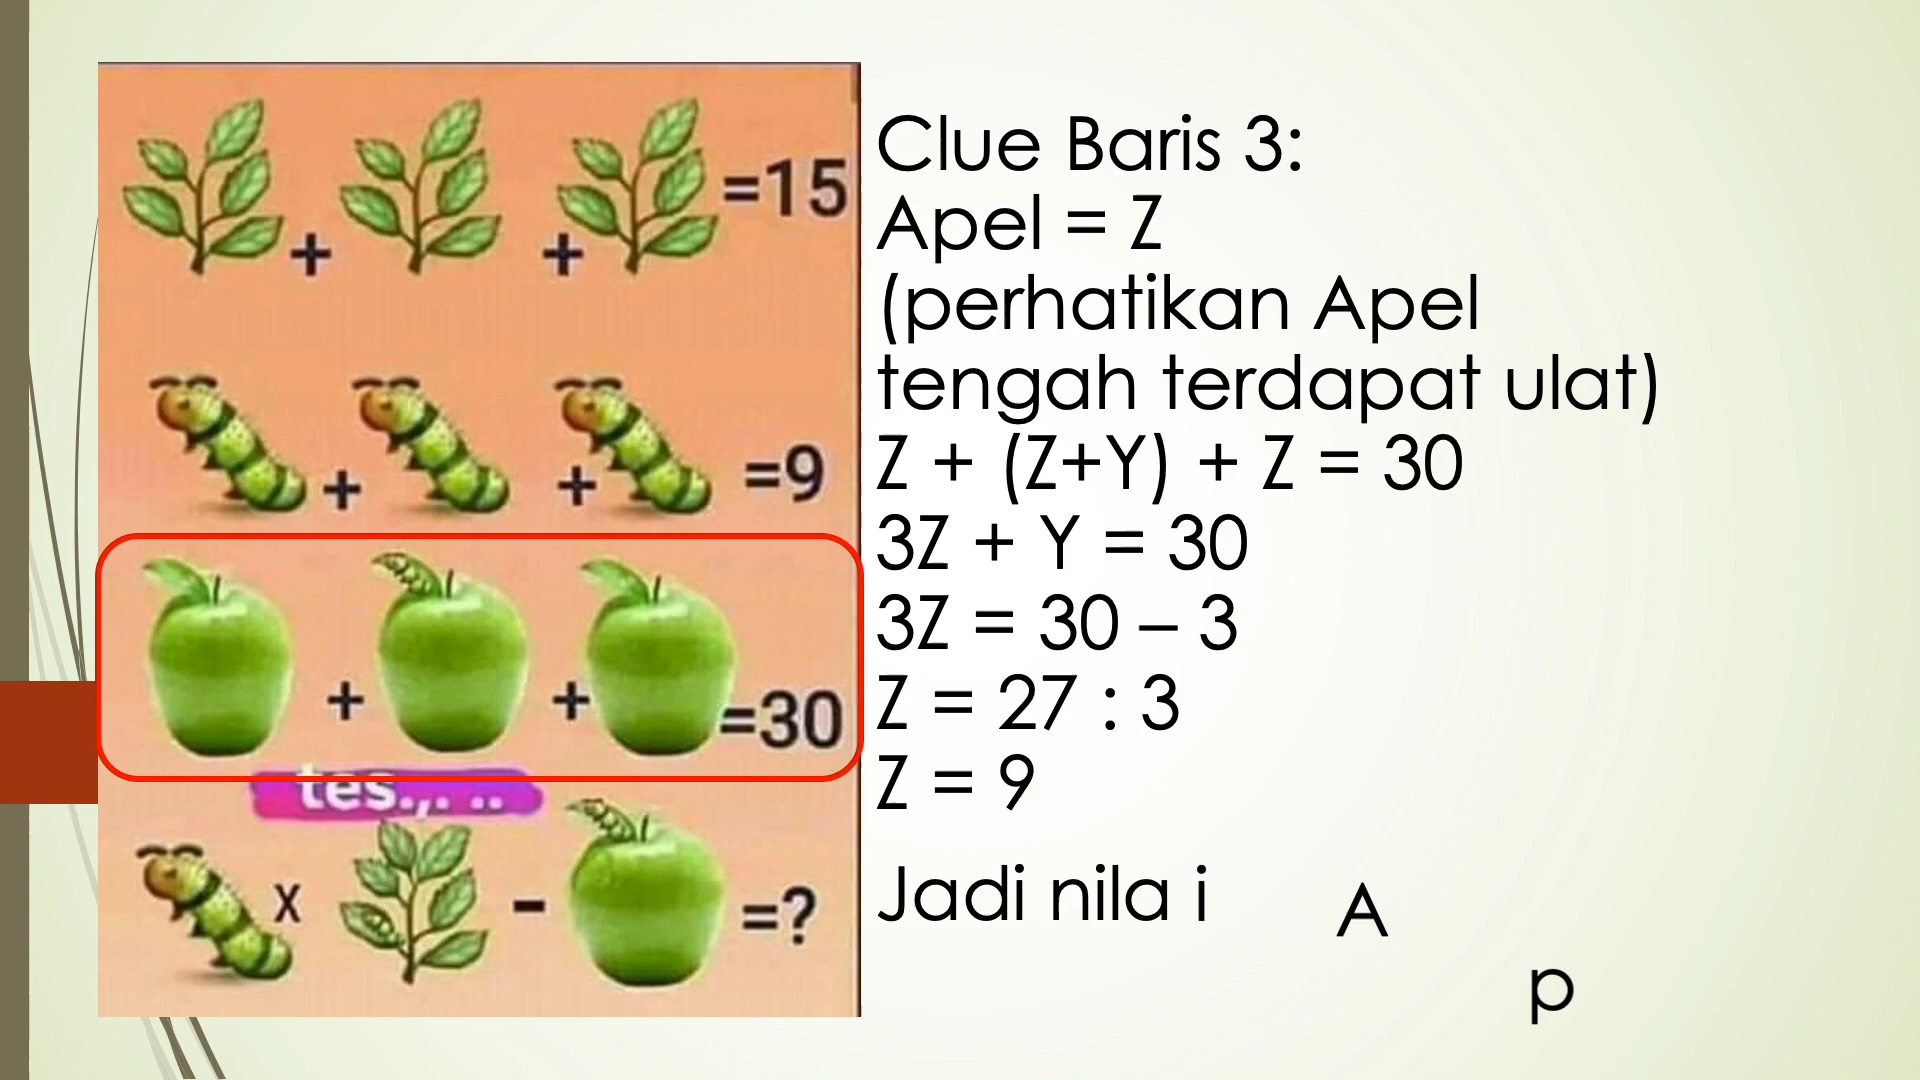 + + =15
+ + =9
+ + =30
tes.,. ..
x - =?
Clue Baris 3:
Apel = Z
(perhatikan Apel
tengah terdapat ulat)
Z + (Z+Y) + Z = 30
3Z + Y = 30
3Z = 30 – 3
Z = 27 : 3
Z = 9
Jadi nila i A
p